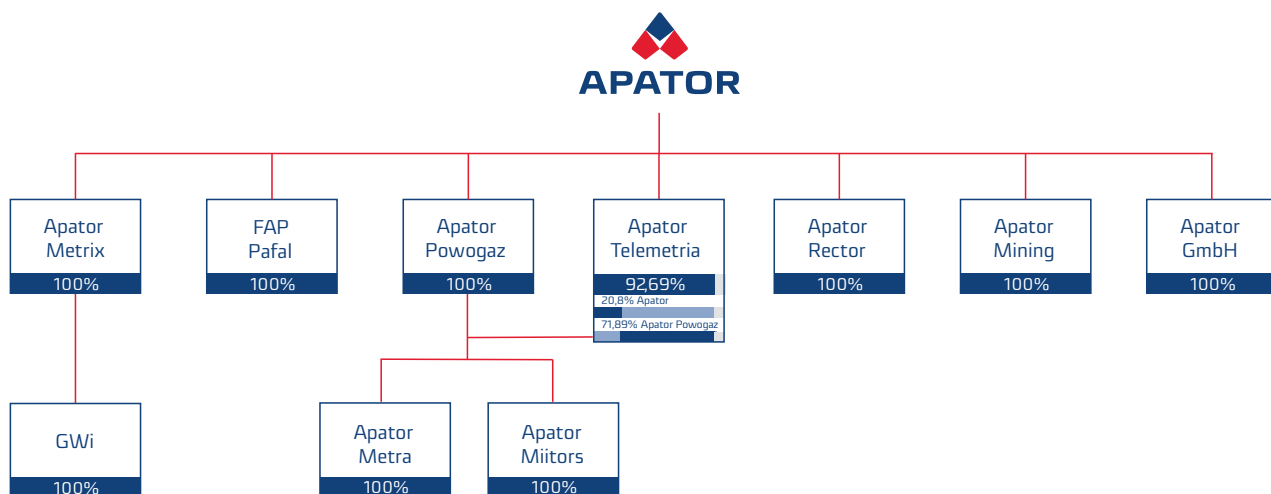 APATOR
Apator
Metrix
100%
FAP
Pafal
100%
Apator
Powogaz
100%
Apator
Telemetria
92,69%
20,8% Apator
71,89% Apator Powogaz
Apator
Rector
100%
Apator
Mining
100%
Apator
GmbH
100%
GWi
100%
Apator
Metra
100%
Apator
Miitors
100%